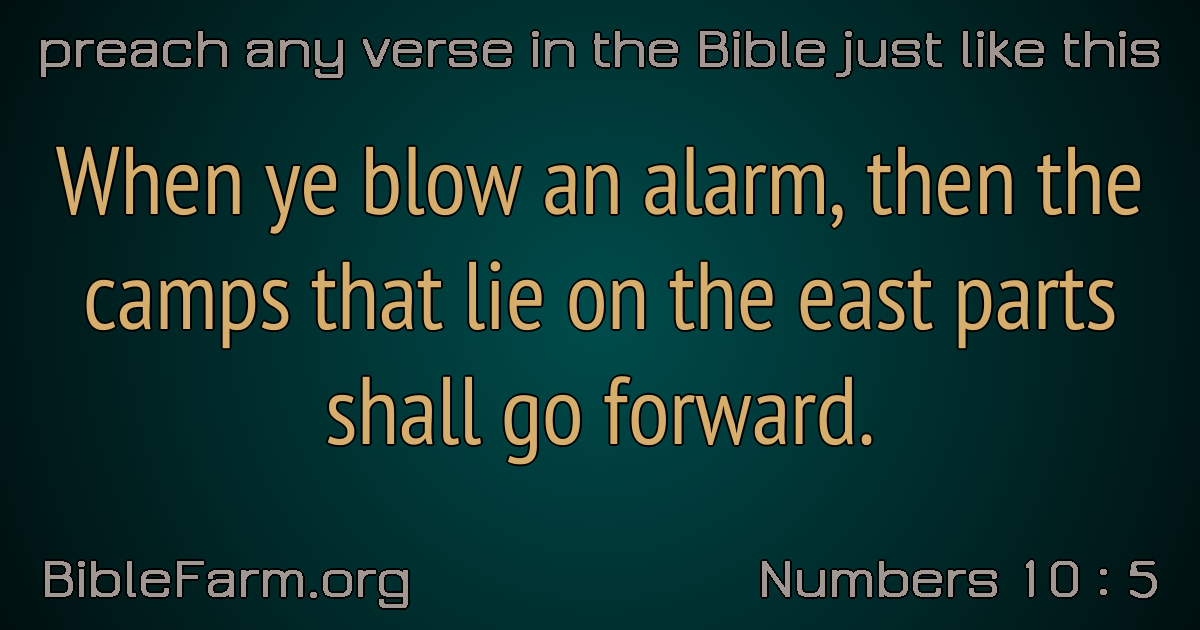 preach any verse in the Bible just like this
When ye blow an alarm, then the
camps that lie on the east parts
shall go forward.
BibleFarm.org
Numbers 10 : 5